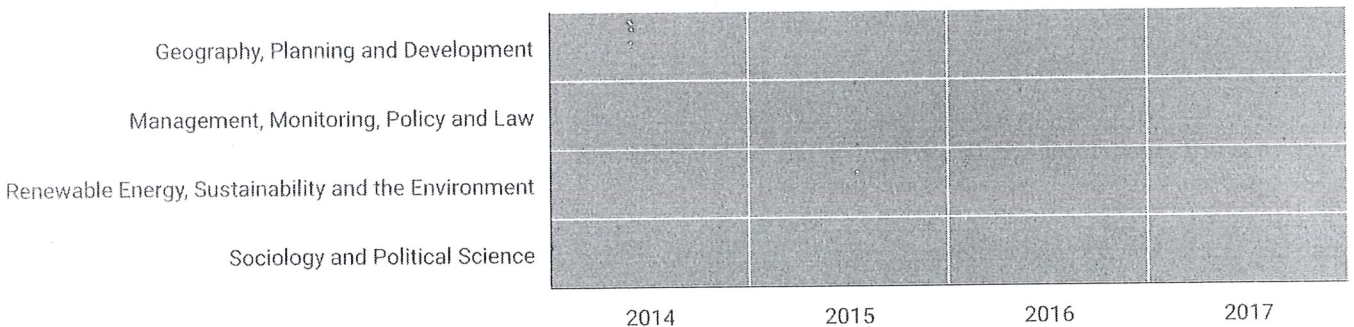 Geography, Planning and Development
Management, Monitoring, Policy and Law
Renewable Energy, Sustainability and the Environment
Sociology and Political Science
2014 2015 2016 2017